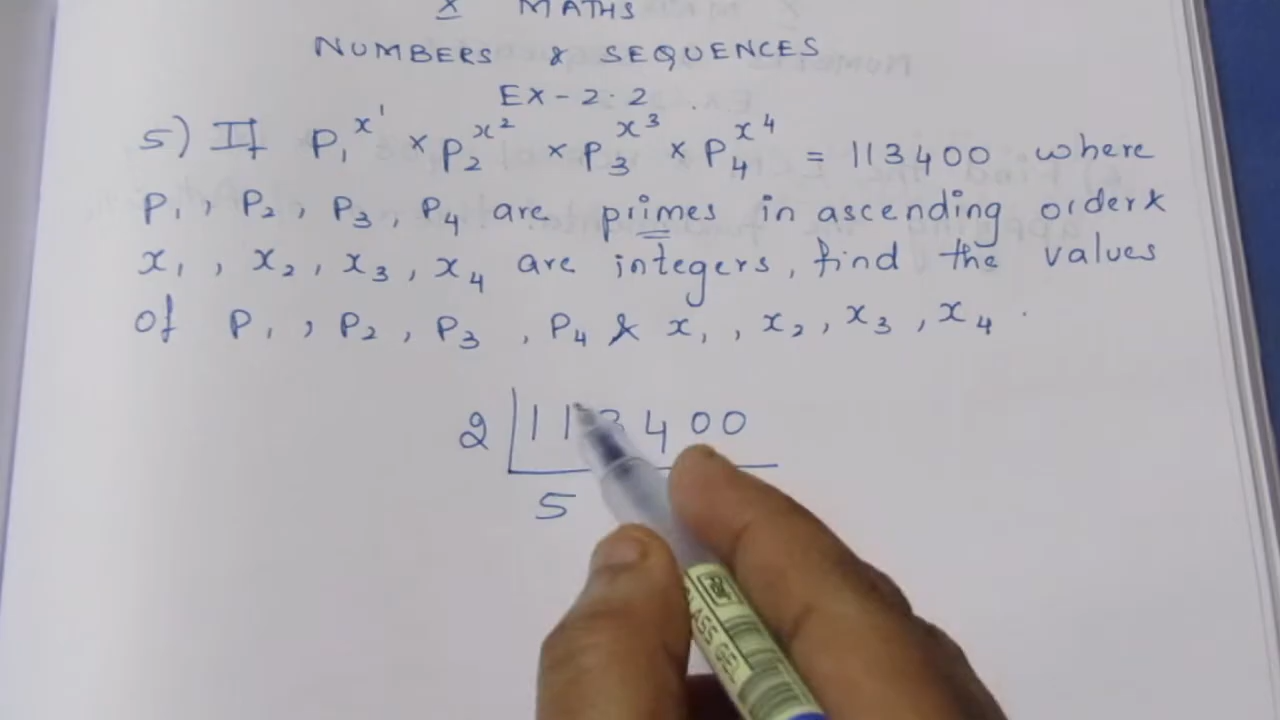 X MATHS
NUMBERS & SEQUENCES
EX-2.2
5) If P₁^x1 × P₂^x2 × P₃^x3 × P₄^x4 = 113400 where
P₁, P₂, P₃, P₄ are primes in ascending order &
x₁, x₂, x₃, x₄ are integers, find the values
of P₁, P₂, P₃, P₄ & x₁, x₂, x₃, x₄.
2 | 113400
5